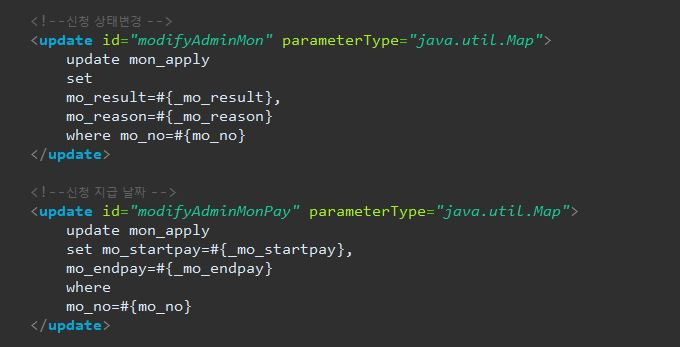 <!--신청 상태변경 -->
<update id="modifyAdminMon" parameterType="java.util.Map">
update mon_apply
set
mo_result=#{_mo_result},
mo_reason=#{_mo_reason}
where mo_no=#{mo_no}
</update>
<!--신청 지급 날짜 -->
<update id="modifyAdminMonPay" parameterType="java.util.Map">
update mon_apply
set mo_startpay=#{_mo_startpay},
mo_endpay=#{_mo_endpay}
where
mo_no=#{mo_no}
</update>